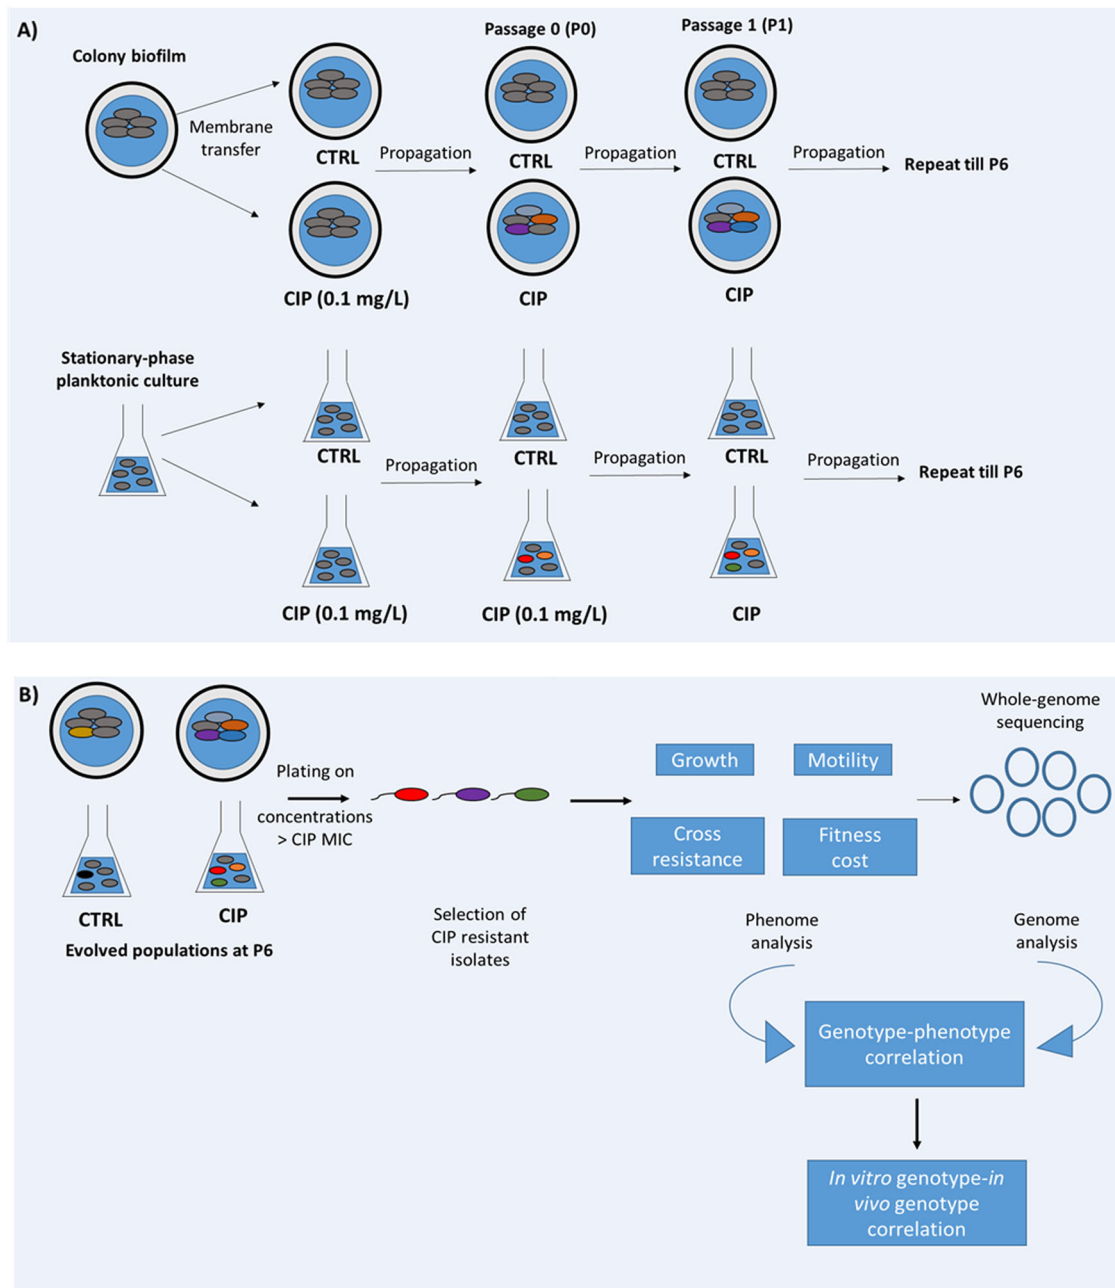 A)
Colony biofilm
Passage 0 (P0)
Passage 1 (P1)
Membrane
transfer
CTRL
Propagation
CTRL
Propagation
CTRL
Propagation
Repeat till P6
CIP (0.1 mg/L)
CIP
CIP
Stationary-phase
planktonic culture
CTRL
Propagation
CTRL
Propagation
CTRL
Propagation
Repeat till P6
CIP (0.1 mg/L)
CIP (0.1 mg/L)
CIP
B)
Plating on
concentrations
> CIP MIC
CTRL
CIP
Evolved populations at P6
Selection of
CIP resistant
isolates
Growth
Motility
Cross
resistance
Fitness
cost
Whole-genome
sequencing
Phenome
analysis
Genome
analysis
Genotype-phenotype
correlation
In vitro genotype-in
vivo genotype
correlation